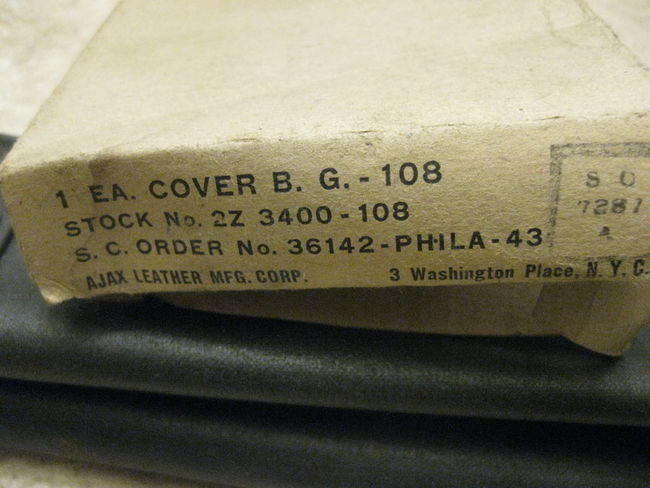 1 EA. COVER B. G. - 108
STOCK No. 2Z 3400 - 108
S. C. ORDER No. 36142 - PHILA - 43
AJAX LEATHER MFG. CORP. 3 Washington Place, N. Y. C.
S C
7281
A